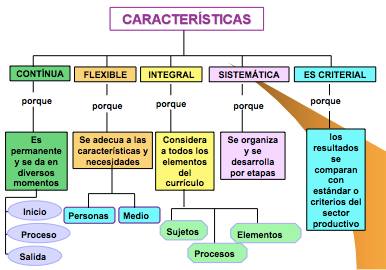 CARACTERÍSTICAS
CONTÍNUA
FLEXIBLE
INTEGRAL
SISTEMÁTICA
ES CRITERIAL
porque
porque
porque
porque
porque
Es
permanente
y se da en
diversos
momentos
Se adecua a las
características y
necesidades
Considera
a todos los
elementos
del
currículo
Se organiza
y se
desarrolla
por etapas
los
resultados
se
comparan
con
estándar o
criterios del
sector
productivo
Inicio
Proceso
Salida
Personas
Medio
Sujetos
Procesos
Elementos